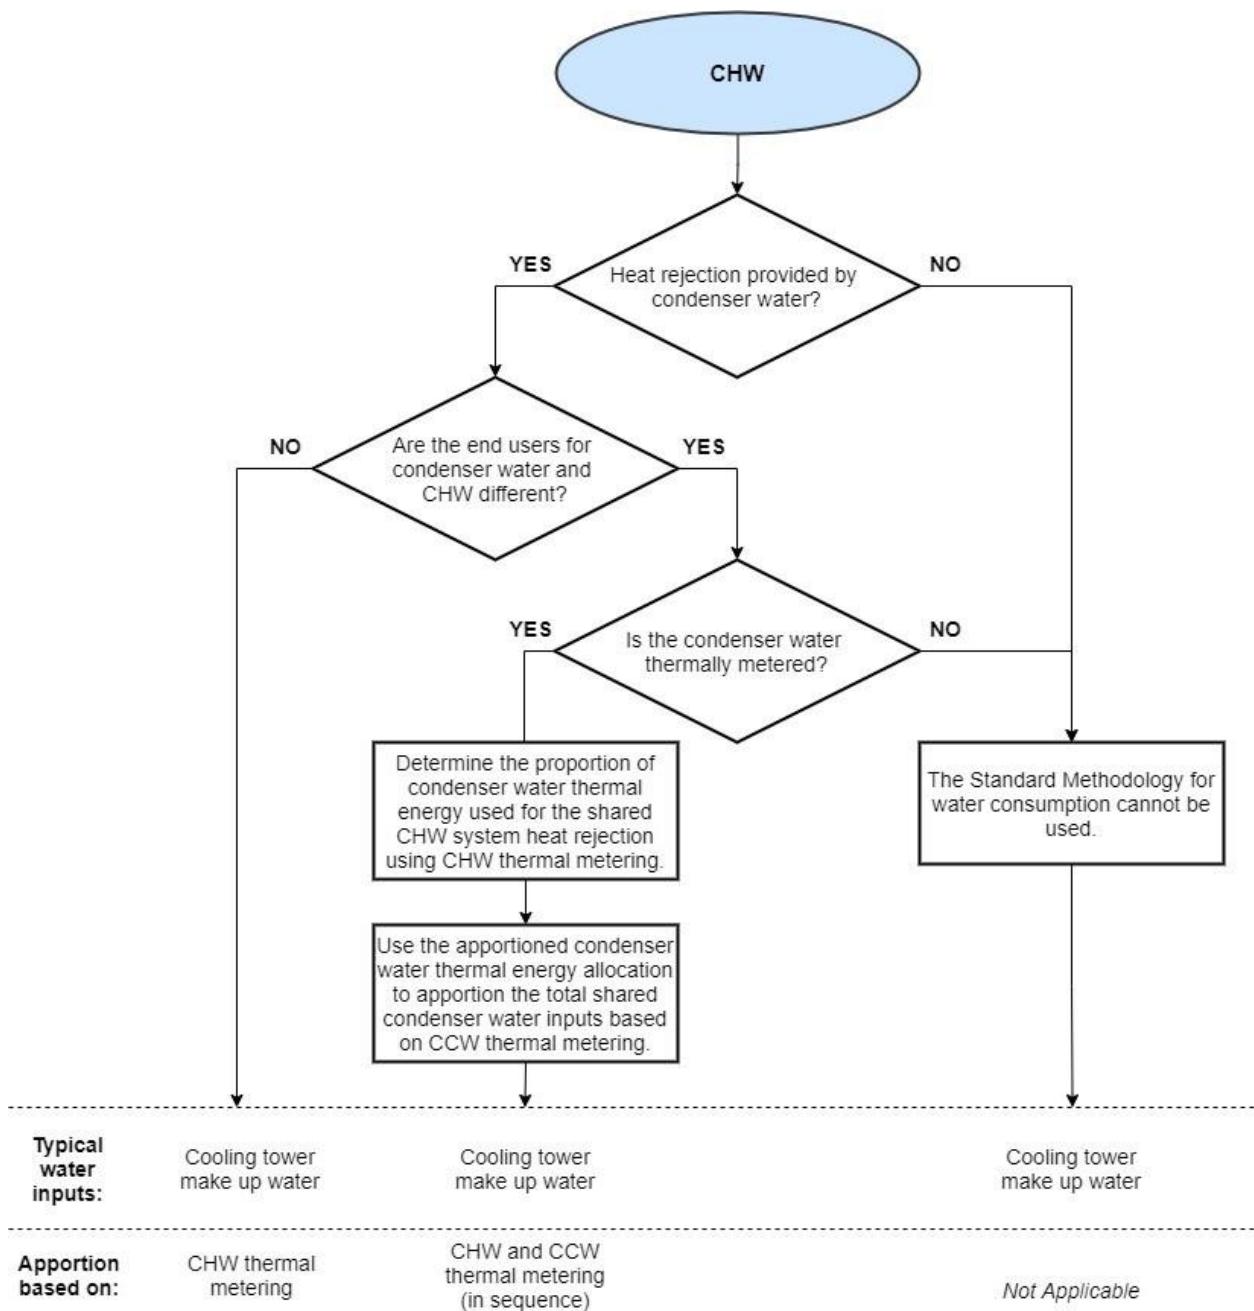 CHW
YES
NO
Heat rejection provided by
condenser water?
NO
YES
Are the end users for
condenser water and
CHW different?
YES
NO
Is the condenser water
thermally metered?
Determine the proportion of
condenser water thermal
energy used for the shared
CHW system heat rejection
using CHW thermal metering.
The Standard Methodology for
water consumption cannot be
used.
Use the apportioned condenser
water thermal energy allocation
to apportion the total shared
condenser water inputs based
on CCW thermal metering.
Typical
water
inputs:
Cooling tower
make up water
Cooling tower
make up water
Cooling tower
make up water
Apportion
based on:
CHW thermal
metering
CHW and CCW
thermal metering
(in sequence)
Not Applicable